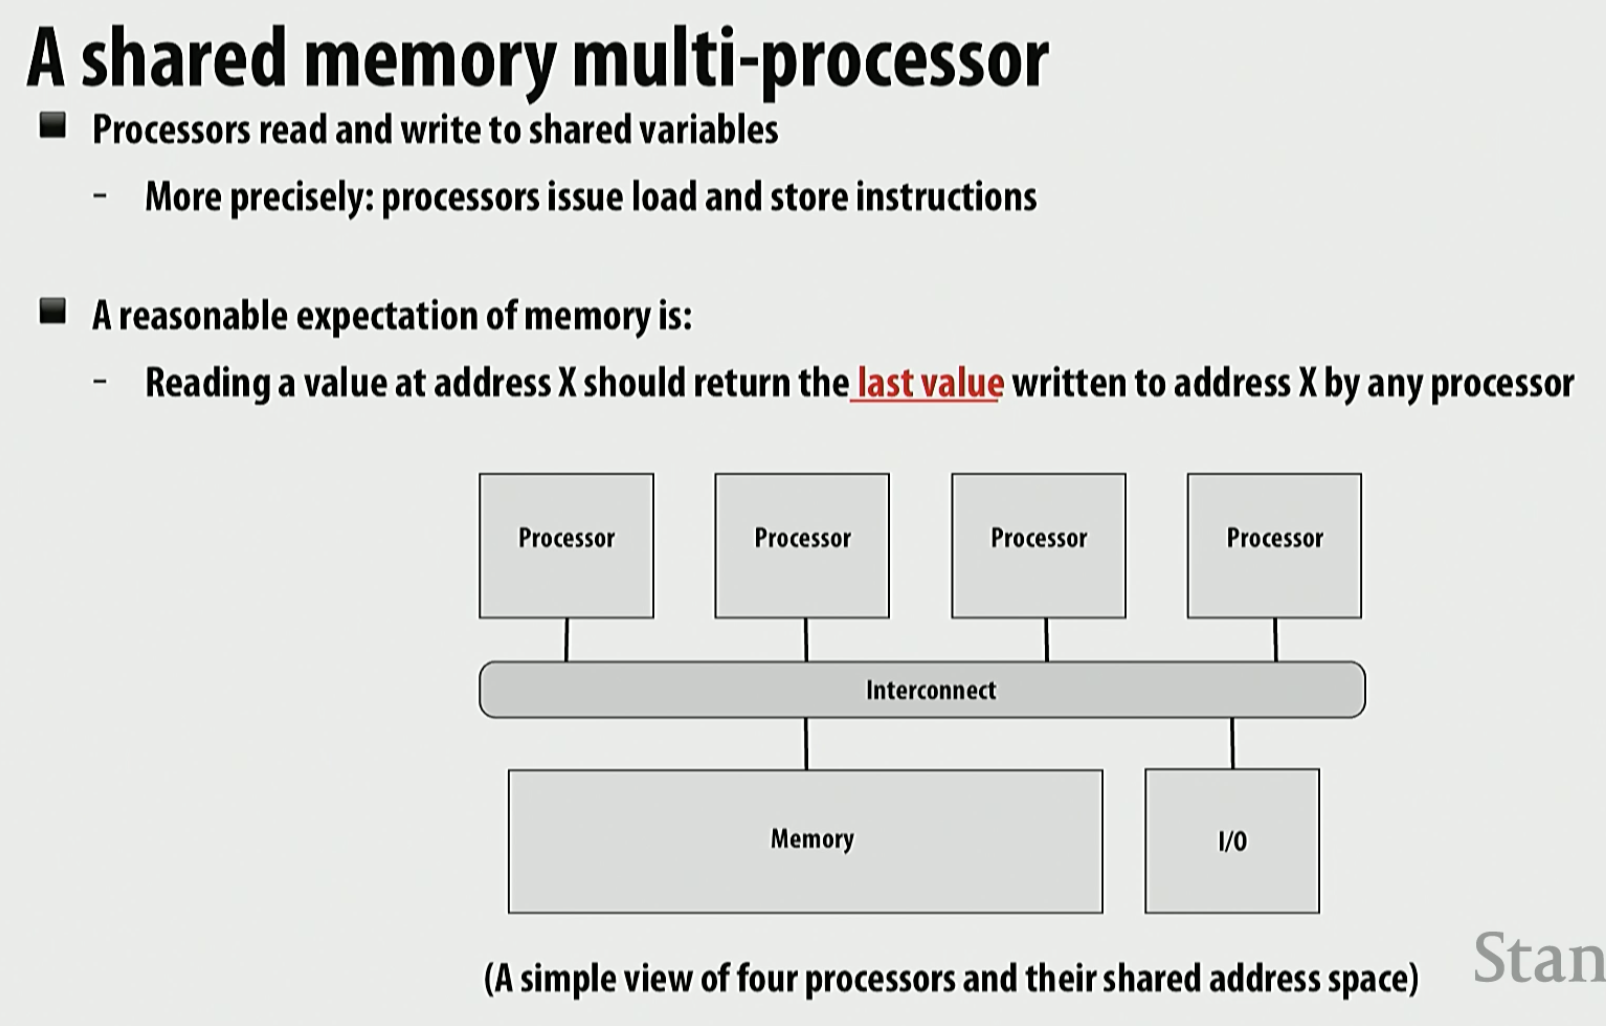 A shared memory multi-processor
Processors read and write to shared variables
- More precisely: processors issue load and store instructions
A reasonable expectation of memory is:
- Reading a value at address X should return the last value written to address X by any processor
Processor Processor Processor Processor
Interconnect
Memory I/O
(A simple view of four processors and their shared address space)
Stan